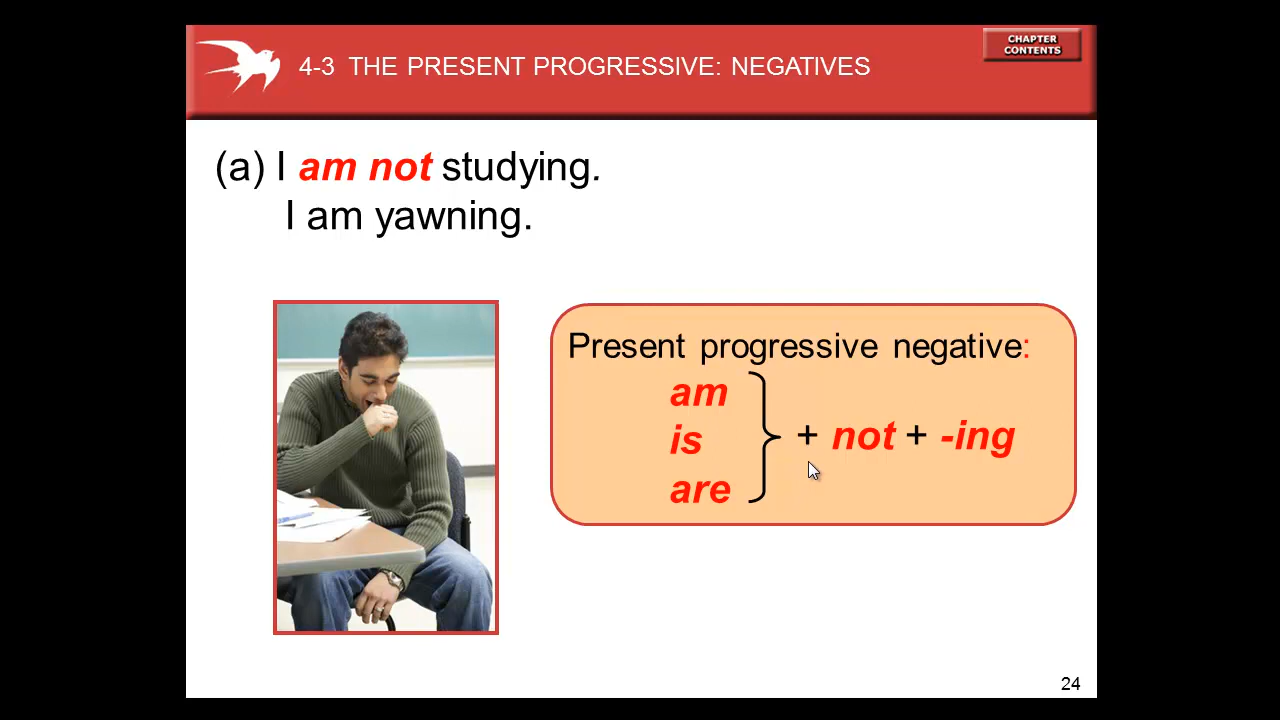 CHAPTER
CONTENTS
4-3 THE PRESENT PROGRESSIVE: NEGATIVES
(a) I am not studying.
I am yawning.
Present progressive negative:
am
is
are
+ not + -ing
24